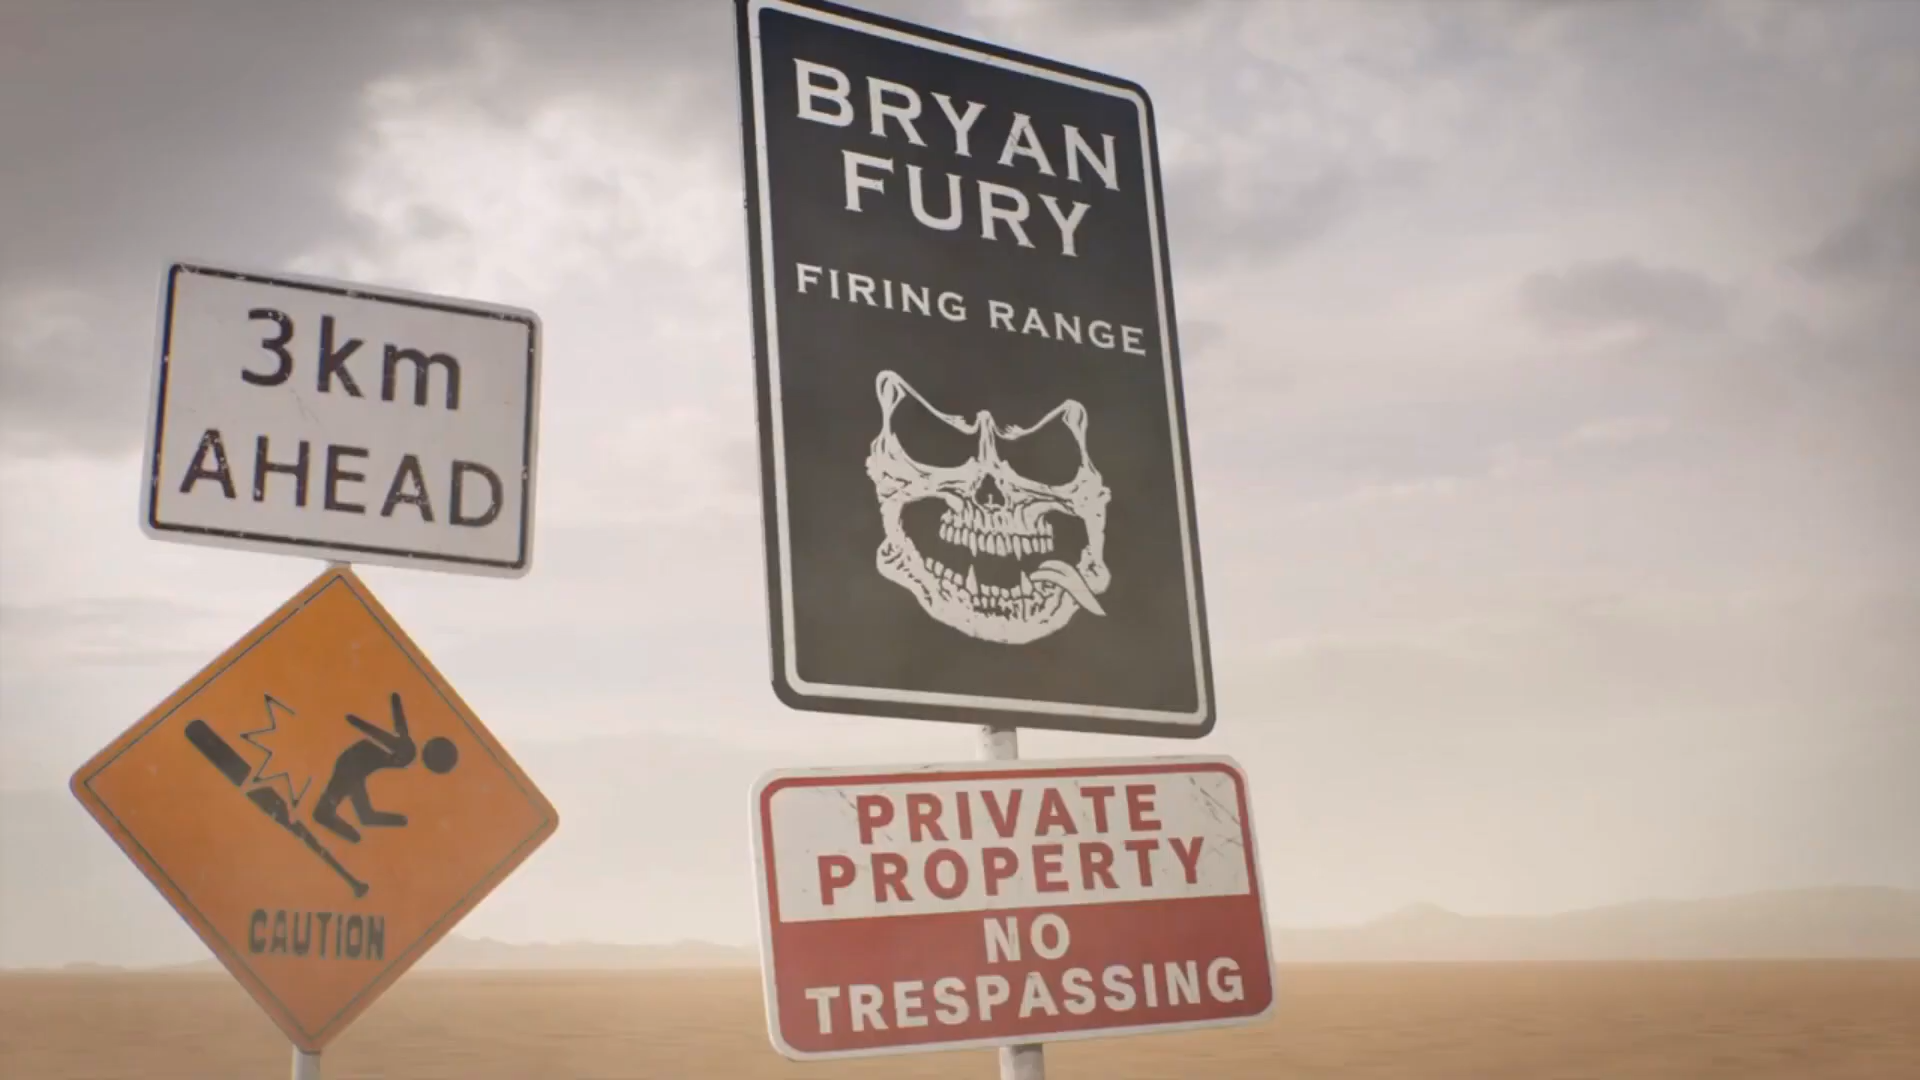 3km
AHEAD
CAUTION
BRYAN
FURY
FIRING RANGE
PRIVATE
PROPERTY
NO
TRESPASSING